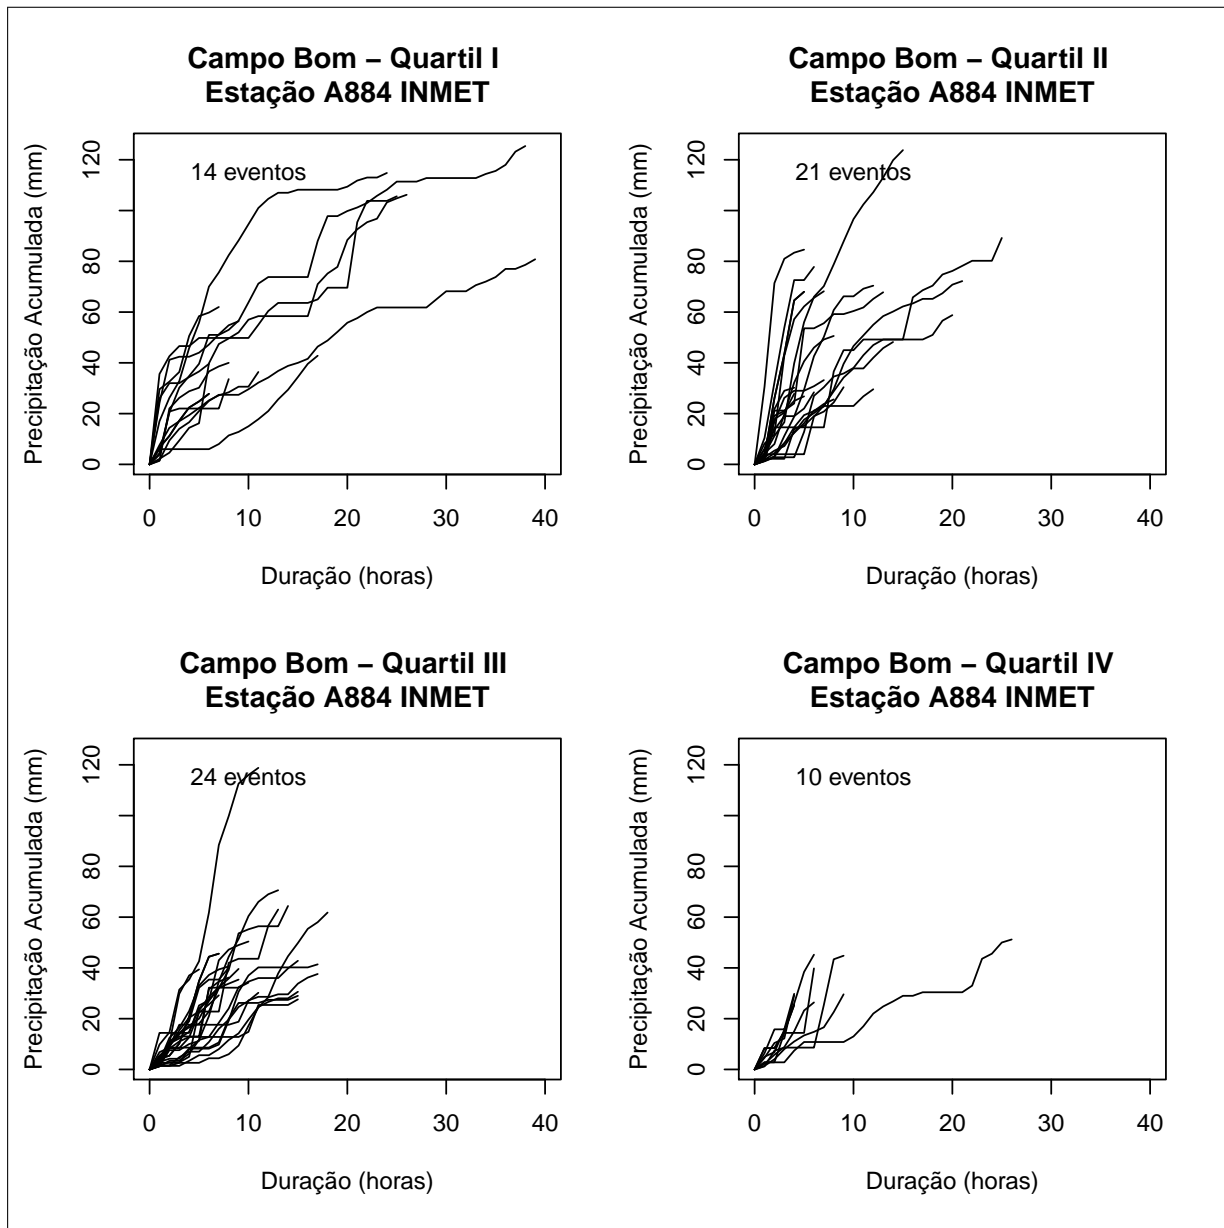 Campo Bom – Quartil I
Estação A884 INMET
14 eventos
Precipitação Acumulada (mm)
0 20 40 60 80 120
0 10 20 30 40
Duração (horas)
Campo Bom – Quartil II
Estação A884 INMET
21 eventos
Precipitação Acumulada (mm)
0 20 40 60 80 120
0 10 20 30 40
Duração (horas)
Campo Bom – Quartil III
Estação A884 INMET
24 eventos
Precipitação Acumulada (mm)
0 20 40 60 80 120
0 10 20 30 40
Duração (horas)
Campo Bom – Quartil IV
Estação A884 INMET
10 eventos
Precipitação Acumulada (mm)
0 20 40 60 80 120
0 10 20 30 40
Duração (horas)